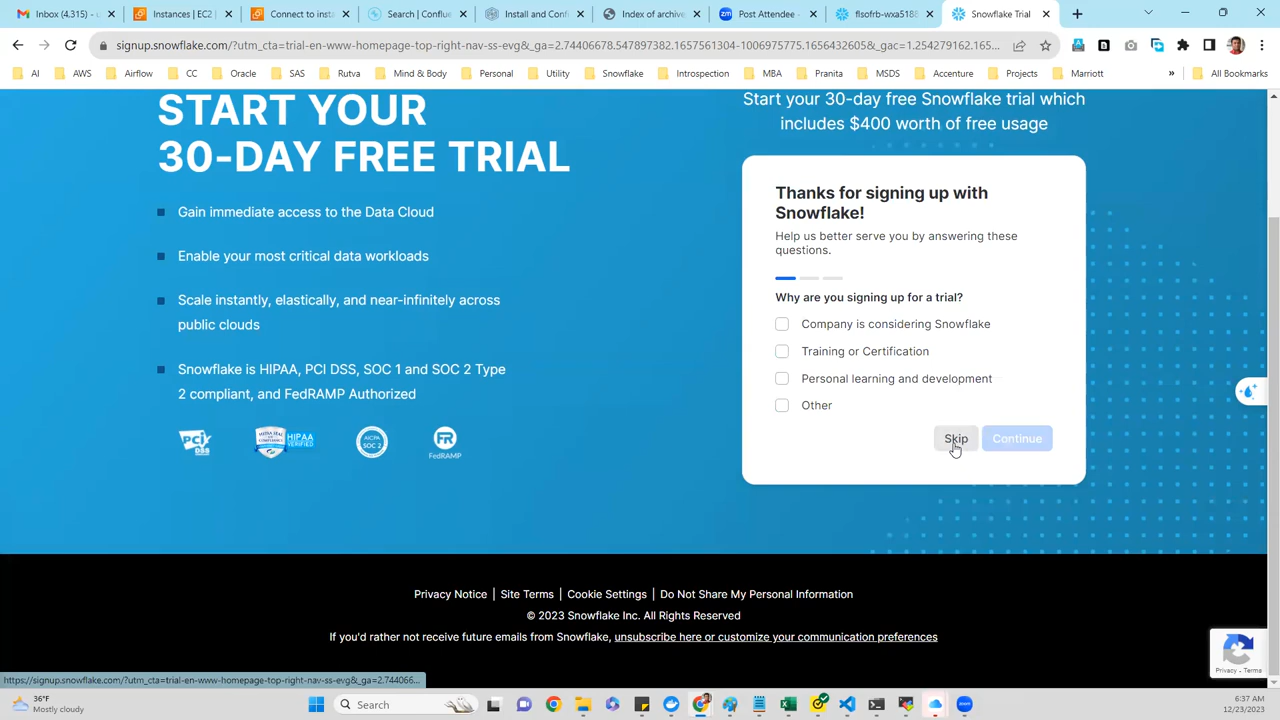 Inbox (4,315) - u
Instances | EC2 |
Connect to insta
Search | Conflue
Install and Confi
Index of archive
Post Attendee -
flsofrb-wxa5188
Snowflake Trial
signup.snowflake.com/?utm_cta=trial-en-www-homepage-top-right-nav-ss-evg&_ga=2.74406678.547897382.1657561304-1006975775.1656432605&_gac=1.254279162.165...
AI
AWS
Airflow
CC
Oracle
SAS
Rutva
Mind & Body
Personal
Utility
Snowflake
Introspection
MBA
Pranita
MSDS
Accenture
Projects
Marriott
»
All Bookmarks
START YOUR
30-DAY FREE TRIAL
Gain immediate access to the Data Cloud
Enable your most critical data workloads
Scale instantly, elastically, and near-infinitely across
public clouds
Snowflake is HIPAA, PCI DSS, SOC 1 and SOC 2 Type
2 compliant, and FedRAMP Authorized
PCI
DSS
HIPAA
VERIFIED
AICPA
SOC 2
FR
FedRAMP
Start your 30-day free Snowflake trial which
includes $400 worth of free usage
Thanks for signing up with
Snowflake!
Help us better serve you by answering these
questions.
Why are you signing up for a trial?
Company is considering Snowflake
Training or Certification
Personal learning and development
Other
Skip
Continue
Privacy Notice | Site Terms | Cookie Settings | Do Not Share My Personal Information
© 2023 Snowflake Inc. All Rights Reserved
If you'd rather not receive future emails from Snowflake, unsubscribe here or customize your communication preferences
Privacy - Terms
https://signup.snowflake.com/?utm_cta=trial-en-www-homepage-top-right-nav-ss-evg&_ga=2.744066...
36°F
Mostly cloudy
Search
6:37 AM
12/23/2023